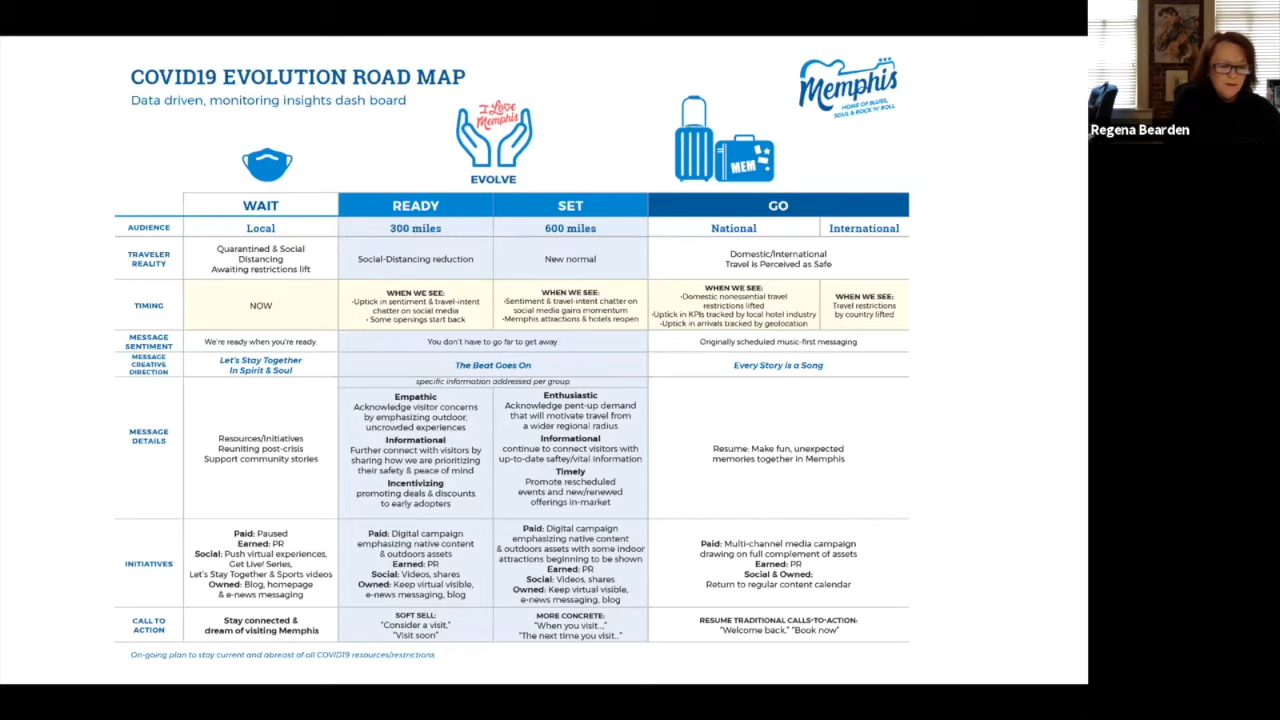 COVID19 EVOLUTION ROAD MAP
Data driven, monitoring insights dash board
I Love
Memphis
EVOLVE
MEM
Memphis
HOME OF BLUES,
SOUL & ROCK 'N' ROLL
Regena Bearden
WAIT
READY
SET
GO
AUDIENCE
Local
300 miles
600 miles
National
International
TRAVELER
REALITY
Quarantined & Social
Distancing
Awaiting restrictions lift
Social-Distancing reduction
New normal
Domestic/International
Travel is Perceived as Safe
TIMING
NOW
WHEN WE SEE:
•Uptick in sentiment & travel-intent
chatter on social media
• Some openings start back
WHEN WE SEE:
•Sentiment & travel-intent chatter on
social media gains momentum
•Memphis attractions & hotels reopen
WHEN WE SEE:
•Domestic nonessential travel
restrictions lifted
•Uptick in KPIs tracked by local hotel industry
•Uptick in arrivals tracked by geolocation
WHEN WE SEE:
Travel restrictions
by country lifted
MESSAGE
SENTIMENT
We're ready when you're ready.
You don't have to go far to get away.
Originally scheduled music-first messaging
MESSAGE
CREATIVE
DIRECTION
Let's Stay Together
In Spirit & Soul
The Beat Goes On
Every Story is a Song
specific information addressed per group
MESSAGE
DETAILS
Resources/Initiatives
Reuniting post-crisis
Support community stories
Empathic
Acknowledge visitor concerns
by emphasizing outdoor,
uncrowded experiences
Informational
Further connect with visitors by
sharing how we are prioritizing
their safety & peace of mind
Incentivizing
promoting deals & discounts
to early adopters
Enthusiastic
Acknowledge pent-up demand
that will motivate travel from
a wider regional radius
Informational
continue to connect visitors with
up-to-date saftey/vital information
Timely
Promote rescheduled
events and new/renewed
offerings in-market
Resume: Make fun, unexpected
memories together in Memphis
INITIATIVES
Paid: Paused
Earned: PR
Social: Push virtual experiences,
Get Live! Series,
Let's Stay Together & Sports videos
Owned: Blog, homepage
& e-news messaging
Paid: Digital campaign
emphasizing native content
& outdoors assets
Earned: PR
Social: Videos, shares
Owned: Keep virtual visible,
e-news messaging, blog
Paid: Digital campaign
emphasizing native content
& outdoors assets with some indoor
attractions beginning to be shown
Earned: PR
Social: Videos, shares
Owned: Keep virtual visible,
e-news messaging, blog
Paid: Multi-channel media campaign
drawing on full complement of assets
Earned: PR
Social & Owned:
Return to regular content calendar
CALL TO
ACTION
Stay connected &
dream of visiting Memphis
SOFT SELL:
"Consider a visit,"
"Visit soon"
MORE CONCRETE:
"When you visit...,"
"The next time you visit..."
RESUME TRADITIONAL CALLS-TO-ACTION:
"Welcome back," "Book now"
On-going plan to stay current and abreast of all COVID19 resources/restrictions